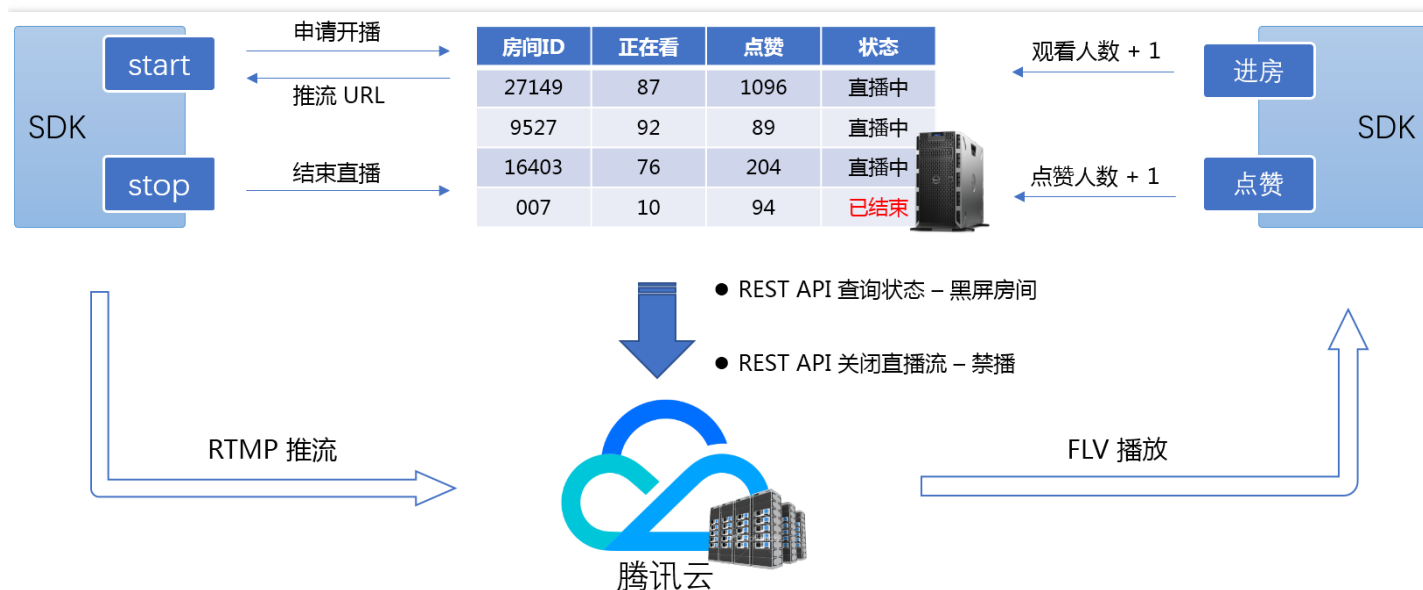 SDK
start
申请开播
推流 URL
stop
结束直播
房间ID 正在看 点赞 状态
27149 87 1096 直播中
9527 92 89 直播中
16403 76 204 直播中
007 10 94 已结束
观看人数 + 1
进房
点赞人数 + 1
点赞
SDK
● REST API 查询状态 – 黑屏房间
● REST API 关闭直播流 – 禁播
RTMP 推流
FLV 播放
腾讯云